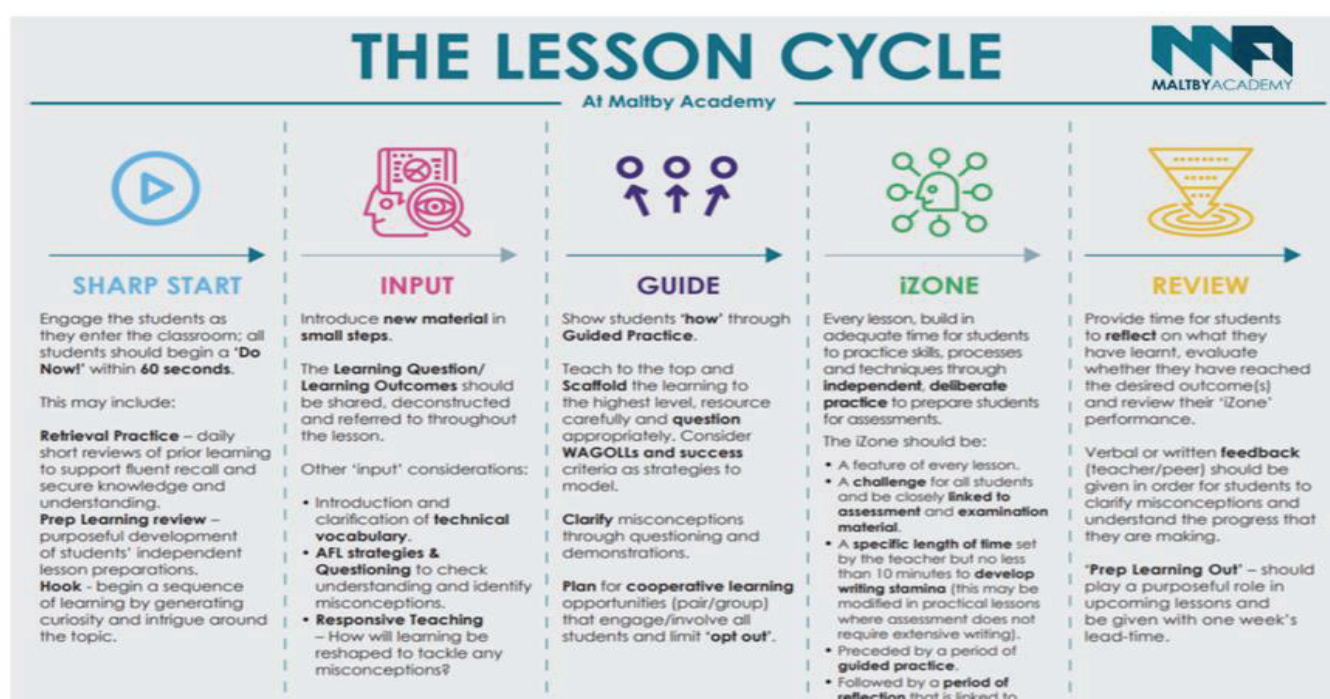 THE LESSON CYCLE
MALTBYACADEMY
At Maltby Academy
SHARP START
Engage the students as
they enter the classroom; all
students should begin a 'Do
Now!' within 60 seconds.
This may include:
Retrieval Practice – daily
short reviews of prior learning
to support fluent recall and
secure knowledge and
understanding.
Prep Learning review –
purposeful development
of students' independent
lesson preparations.
Hook - begin a sequence
of learning by generating
curiosity and intrigue around
the topic.
INPUT
Introduce new material in
small steps.
The Learning Question/
Learning Outcomes should
be shared, deconstructed
and referred to throughout
the lesson.
Other 'input' considerations:
• Introduction and
clarification of technical
vocabulary.
• AFL strategies &
Questioning to check
understanding and identify
misconceptions.
• Responsive Teaching
– How will learning be
reshaped to tackle any
misconceptions?
GUIDE
Show students 'how' through
Guided Practice.
Teach to the top and
Scaffold the learning to
the highest level, resource
carefully and question
appropriately. Consider
WAGOLLs and success
criteria as strategies to
model.
Clarify misconceptions
through questioning and
demonstrations.
Plan for cooperative learning
opportunities (pair/group)
that engage/involve all
students and limit 'opt out'.
iZONE
Every lesson, build in
adequate time for students
to practice skills, processes
and techniques through
independent, deliberate
practice to prepare students
for assessments.
The iZone should be:
• A feature of every lesson.
• A challenge for all students
and be closely linked to
assessment and examination
material.
• A specific length of time set
by the teacher but no less
than 10 minutes to develop
writing stamina (this may be
modified in practical lessons
where assessment does not
require extensive writing).
• Preceded by a period of
guided practice.
• Followed by a period of
reflection that is linked to
REVIEW
Provide time for students
to reflect on what they
have learnt, evaluate
whether they have reached
the desired outcome(s)
and review their 'iZone'
performance.
Verbal or written feedback
(teacher/peer) should be
given in order for students to
clarify misconceptions and
understand the progress that
they are making.
'Prep Learning Out' – should
play a purposeful role in
upcoming lessons and
be given with one week's
lead-time.